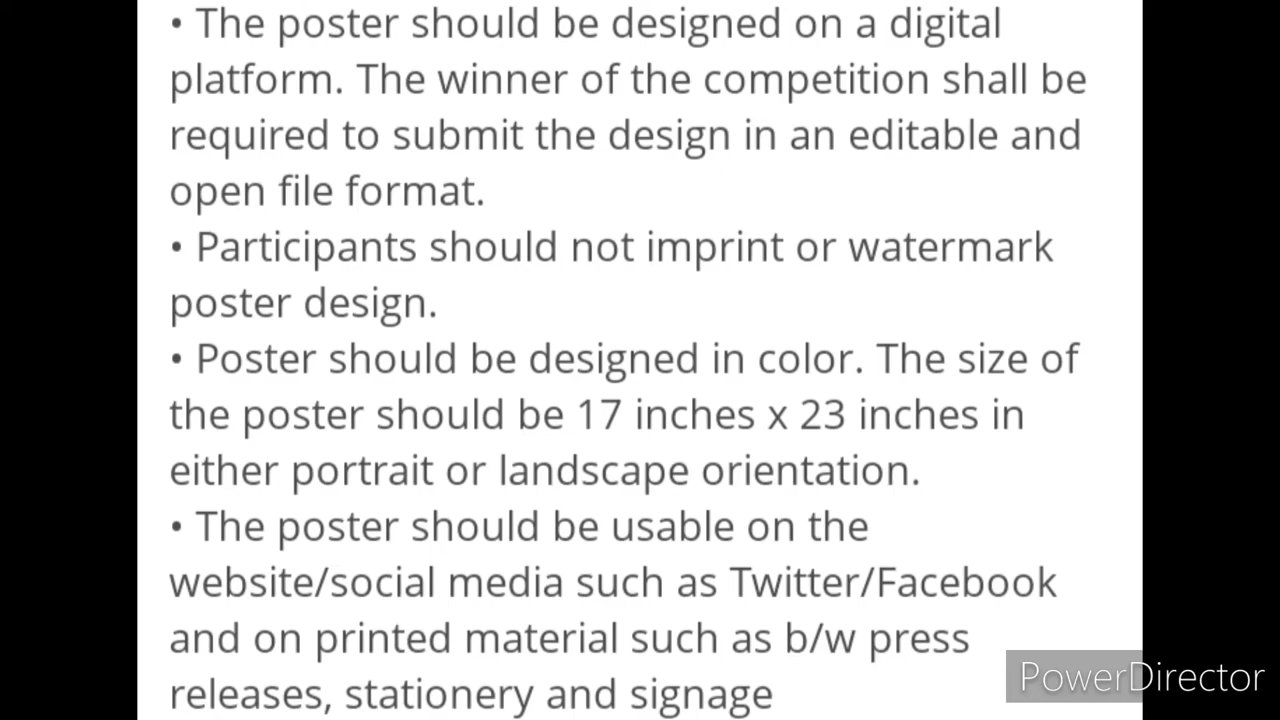 • The poster should be designed on a digital
platform. The winner of the competition shall be
required to submit the design in an editable and
open file format.
• Participants should not imprint or watermark
poster design.
• Poster should be designed in color. The size of
the poster should be 17 inches x 23 inches in
either portrait or landscape orientation.
• The poster should be usable on the
website/social media such as Twitter/Facebook
and on printed material such as b/w press
releases, stationery and signage
PowerDirector